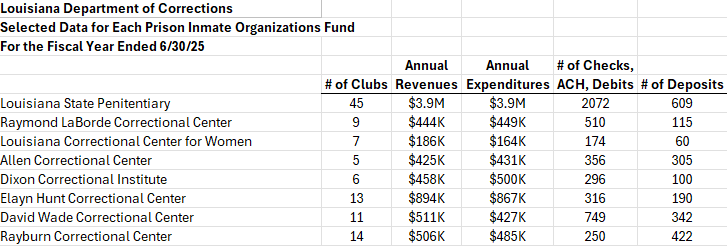 Louisiana Department of Corrections
Selected Data for Each Prison Inmate Organizations Fund
For the Fiscal Year Ended 6/30/25
Annual Annual # of Checks,
# of Clubs Revenues Expenditures ACH, Debits # of Deposits
Louisiana State Penitentiary 45 $3.9M $3.9M 2072 609
Raymond LaBorde Correctional Center 9 $444K $449K 510 115
Louisiana Correctional Center for Women 7 $186K $164K 174 60
Allen Correctional Center 5 $425K $431K 356 305
Dixon Correctional Institute 6 $458K $500K 296 100
Elayn Hunt Correctional Center 13 $894K $867K 316 190
David Wade Correctional Center 11 $511K $427K 749 342
Rayburn Correctional Center 14 $506K $485K 250 422